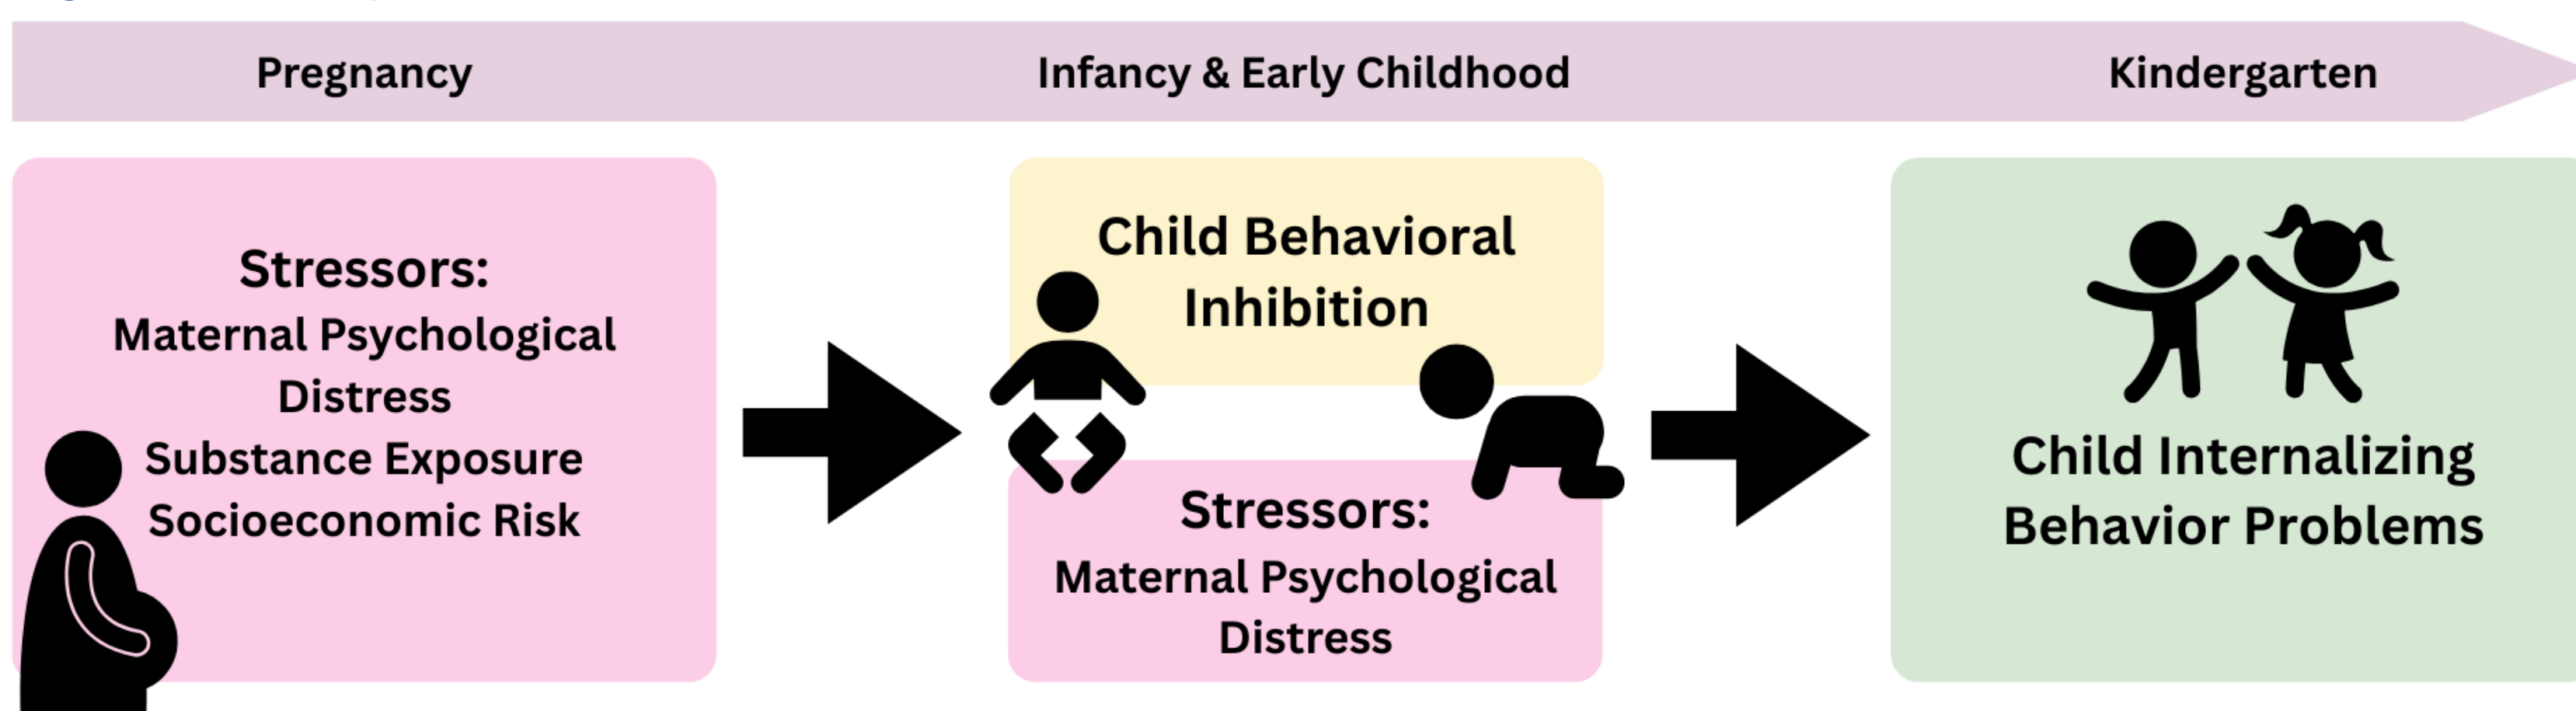 Pregnancy
Infancy & Early Childhood
Kindergarten
Stressors:
Maternal Psychological
Distress
Substance Exposure
Socioeconomic Risk
Child Behavioral
Inhibition
Stressors:
Maternal Psychological
Distress
Child Internalizing
Behavior Problems